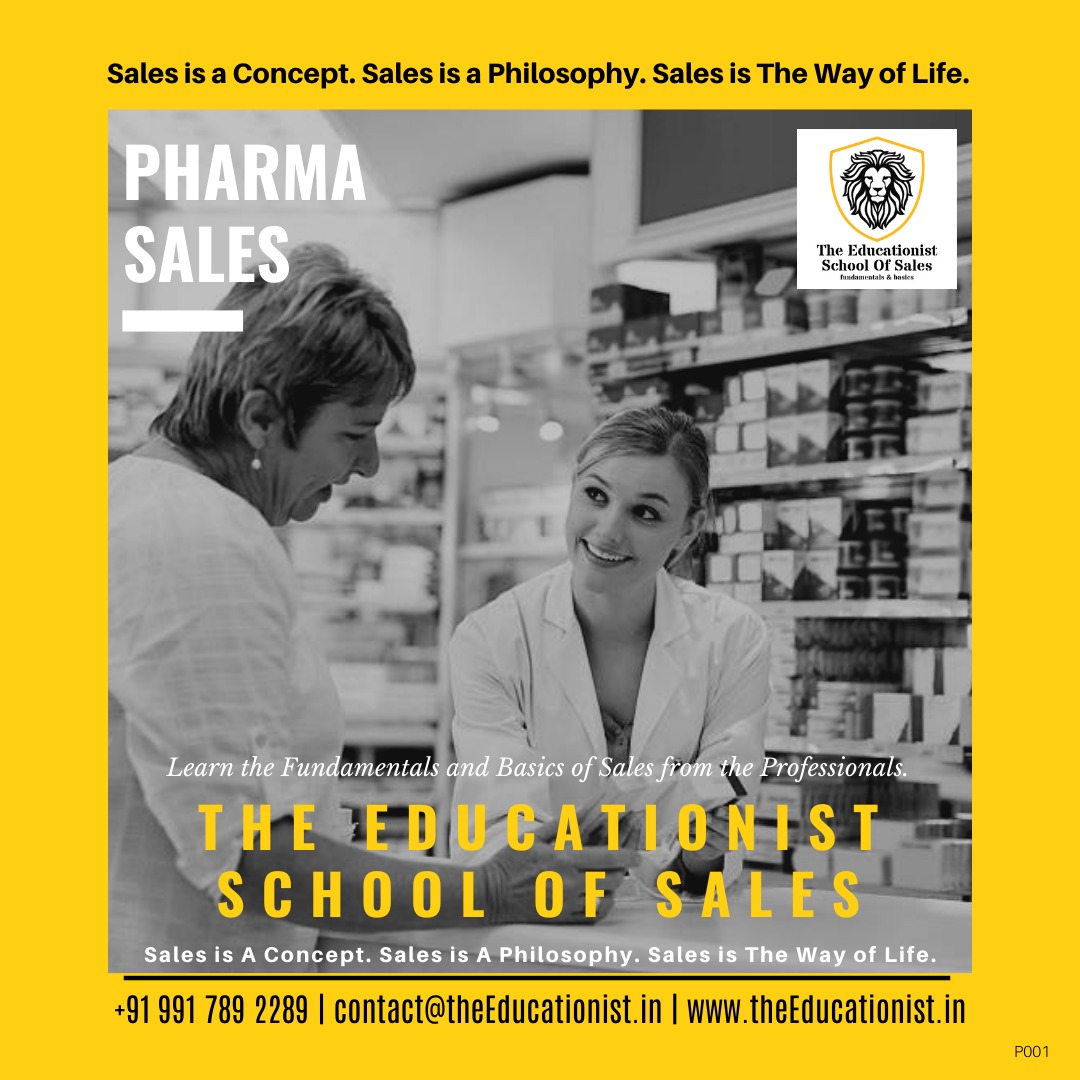 Sales is a Concept. Sales is a Philosophy. Sales is The Way of Life.
PHARMA
SALES
The Educationist
School Of Sales
fundamentals & basics
Learn the Fundamentals and Basics of Sales from the Professionals.
THE EDUCATIONIST
SCHOOL OF SALES
Sales is A Concept. Sales is A Philosophy. Sales is The Way of Life.
+91 991 789 2289 | contact@theEducationist.in | www.theEducationist.in
P001